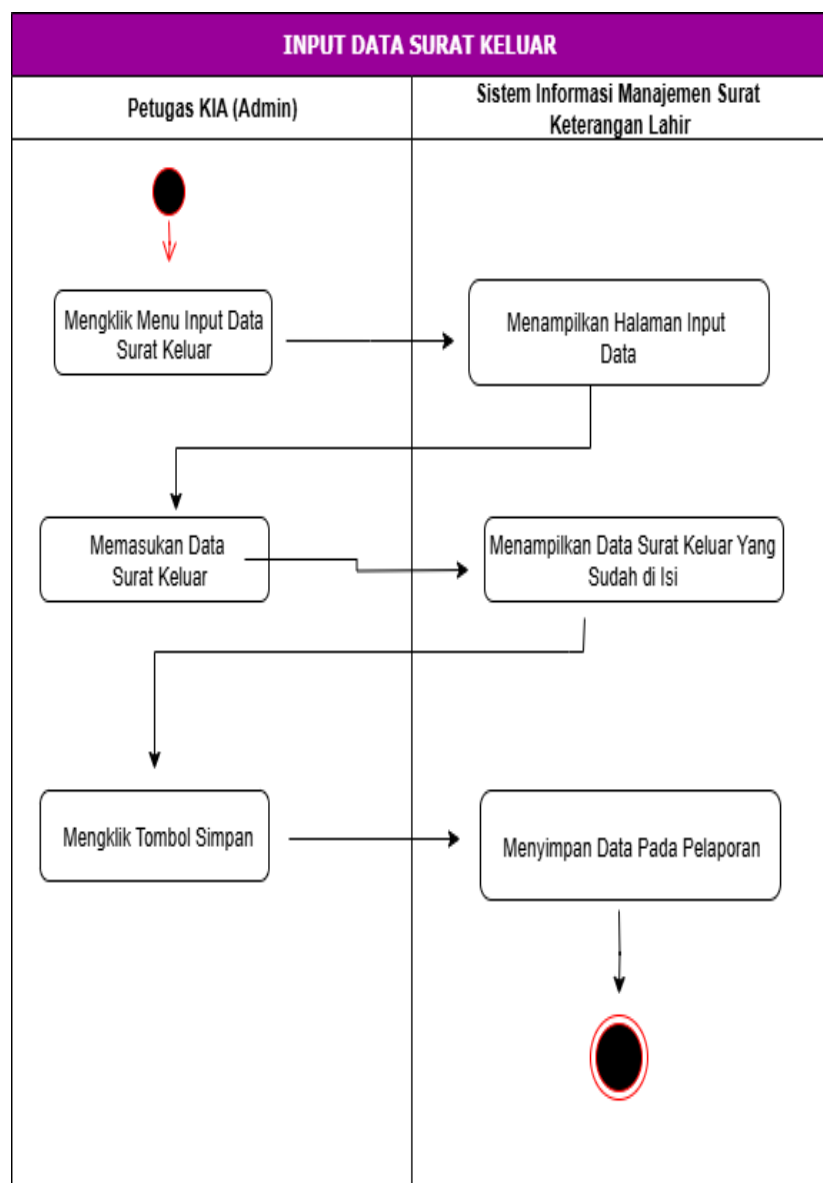 INPUT DATA SURAT KELUAR
Petugas KIA (Admin)
Sistem Informasi Manajemen Surat
Keterangan Lahir
Mengklik Menu Input Data
Surat Keluar
Menampilkan Halaman Input
Data
Memasukan Data
Surat Keluar
Menampilkan Data Surat Keluar Yang
Sudah di Isi
Mengklik Tombol Simpan
Menyimpan Data Pada Pelaporan